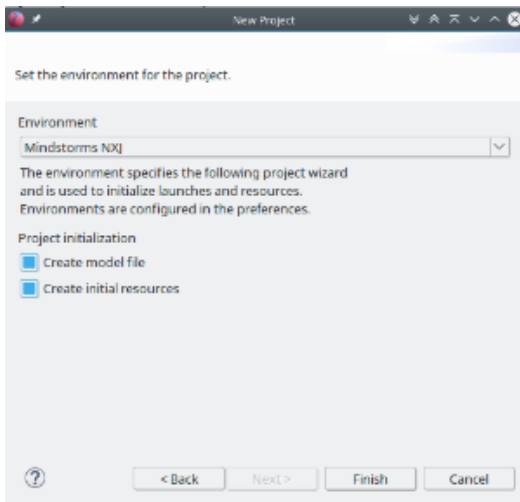 New Project
Set the environment for the project.
Environment
Mindstorms NXJ
The environment specifies the following project wizard
and is used to initialize launches and resources.
Environments are configured in the preferences.
Project initialization
Create model file
Create initial resources
? < Back Next > Finish Cancel